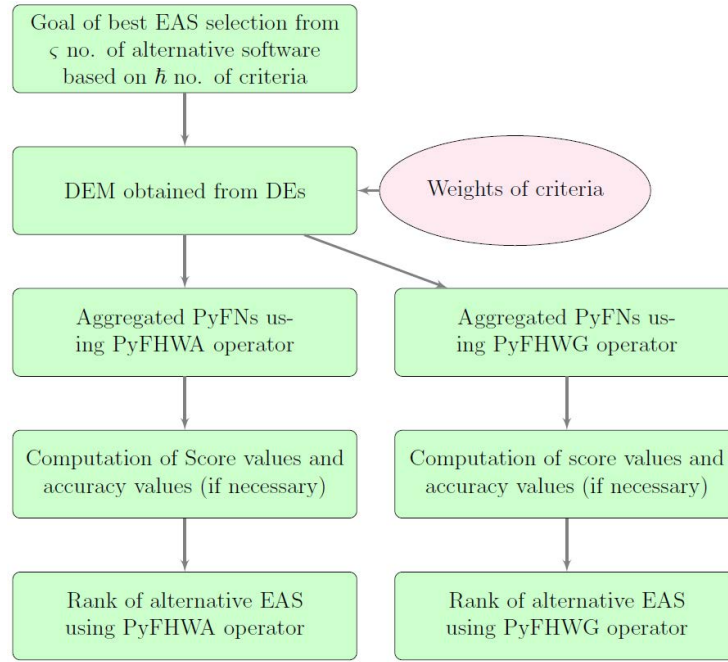 Goal of best EAS selection from
ς no. of alternative software
based on ℏ no. of criteria
DEM obtained from DEs
Weights of criteria
Aggregated PyFNs us-
ing PyFHWA operator
Aggregated PyFNs us-
ing PyFHWG operator
Computation of Score values and
accuracy values (if necessary)
Computation of score values and
accuracy values (if necessary)
Rank of alternative EAS
using PyFHWA operator
Rank of alternative EAS
using PyFHWG operator